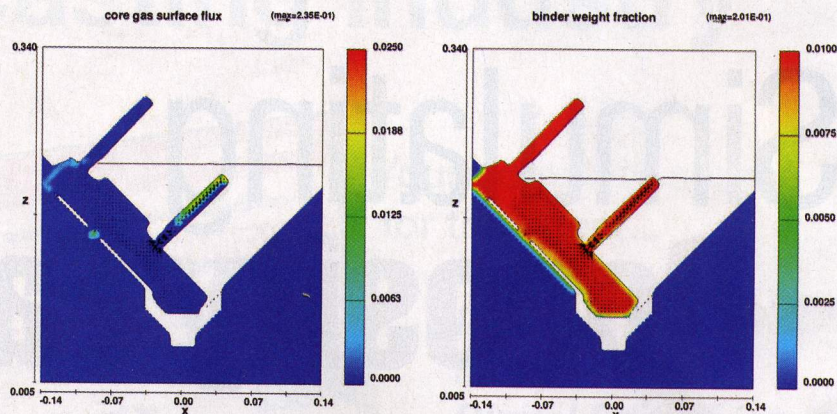 core gas surface flux (max=2.35E-01)
0.340
Z
0.005
-0.14 -0.07 0.00 0.07 0.14
X
0.0250
0.0188
0.0125
0.0063
0.0000
binder weight fraction (max=2.01E-01)
0.340
Z
0.005
-0.14 -0.07 0.00 0.07 0.14
0.0100
0.0075
0.0050
0.0025
0.0000